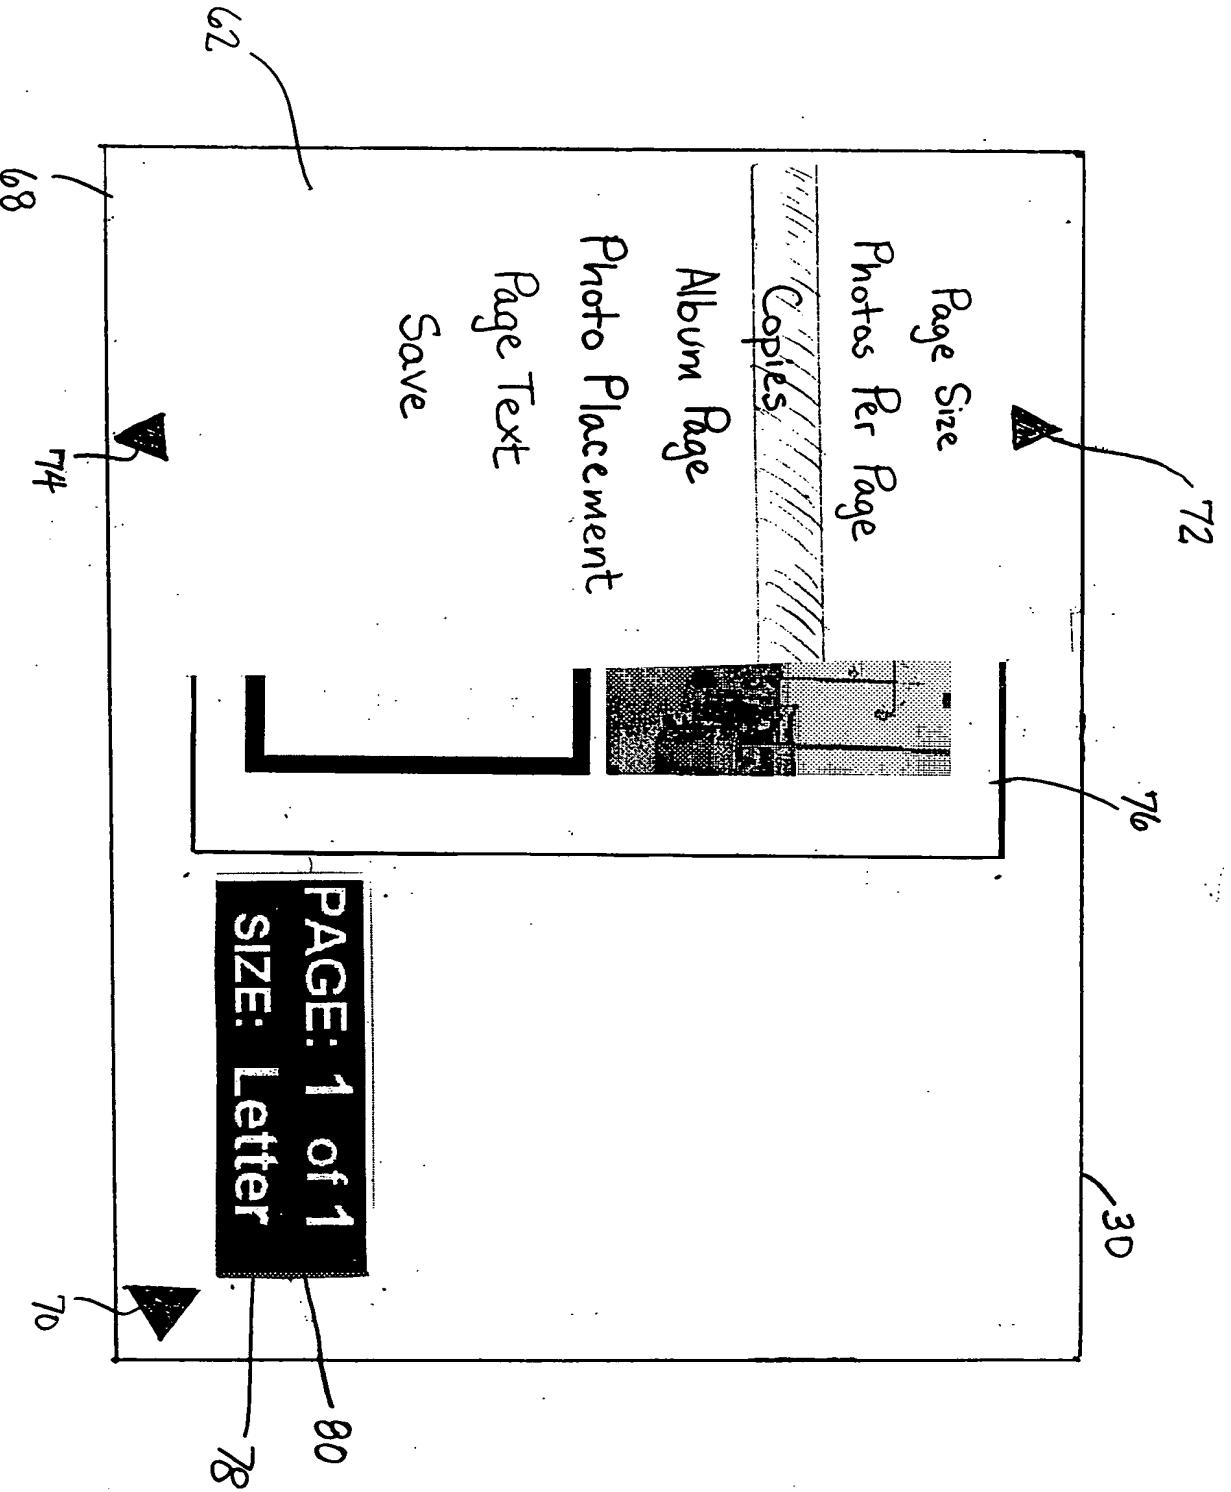 72
30
Page Size
Photos Per Page
Copies
Album Page
Photo Placement
Page Text
Save
76
PAGE: 1 of 1
SIZE: Letter
80
78
62
68
74
70